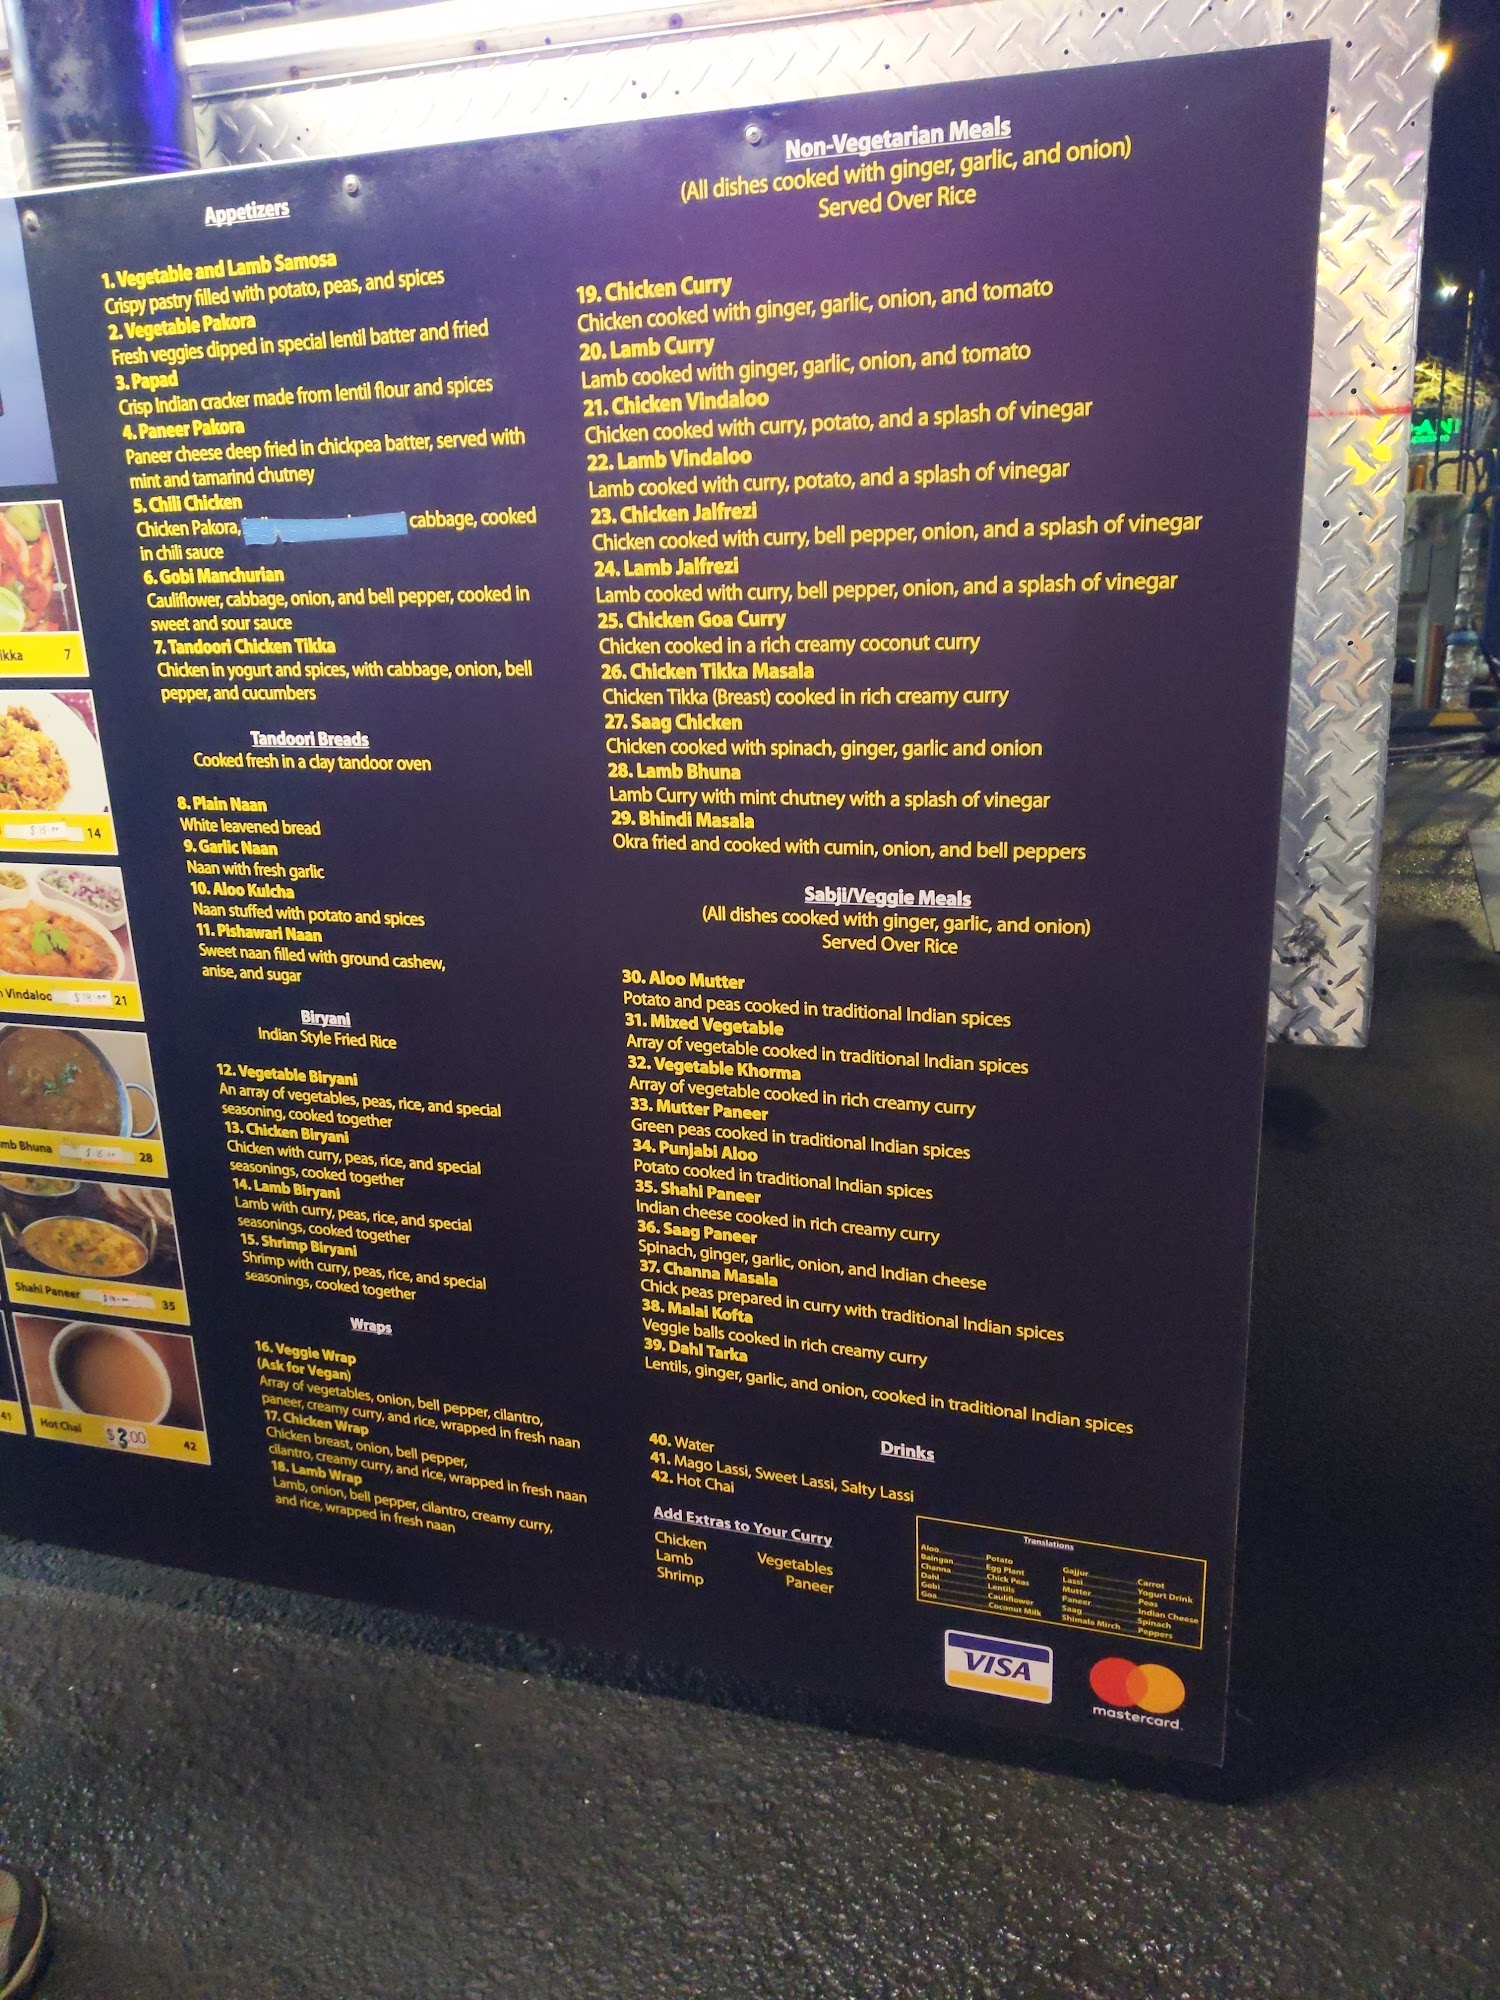 Appetizers
1. Vegetable and Lamb Samosa
Crispy pastry filled with potato, peas, and spices
2. Vegetable Pakora
Fresh veggies dipped in special lentil batter and fried
3. Papad
Crisp Indian cracker made from lentil flour and spices
4. Paneer Pakora
Paneer cheese deep fried in chickpea batter, served with
mint and tamarind chutney
5. Chili Chicken
Chicken Pakora, cabbage, cooked
in chili sauce
6. Gobi Manchurian
Cauliflower, cabbage, onion, and bell pepper, cooked in
sweet and sour sauce
7. Tandoori Chicken Tikka
Chicken in yogurt and spices, with cabbage, onion, bell
pepper, and cucumbers
Tandoori Breads
Cooked fresh in a clay tandoor oven
8. Plain Naan
White leavened bread
9. Garlic Naan
Naan with fresh garlic
10. Aloo Kulcha
Naan stuffed with potato and spices
11. Pishawari Naan
Sweet naan filled with ground cashew,
anise, and sugar
Biryani
Indian Style Fried Rice
12. Vegetable Biryani
An array of vegetables, peas, rice, and special
seasoning, cooked together
13. Chicken Biryani
Chicken with curry, peas, rice, and special
seasonings, cooked together
14. Lamb Biryani
Lamb with curry, peas, rice, and special
seasonings, cooked together
15. Shrimp Biryani
Shrimp with curry, peas, rice, and special
seasonings, cooked together
Wraps
16. Veggie Wrap
(Ask for Vegan)
Array of vegetables, onion, bell pepper, cilantro,
paneer, creamy curry, and rice, wrapped in fresh naan
17. Chicken Wrap
Chicken breast, onion, bell pepper,
cilantro, creamy curry, and rice, wrapped in fresh naan
18. Lamb Wrap
Lamb, onion, bell pepper, cilantro, creamy curry,
and rice, wrapped in fresh naan
Non-Vegetarian Meals
(All dishes cooked with ginger, garlic, and onion)
Served Over Rice
19. Chicken Curry
Chicken cooked with ginger, garlic, onion, and tomato
20. Lamb Curry
Lamb cooked with ginger, garlic, onion, and tomato
21. Chicken Vindaloo
Chicken cooked with curry, potato, and a splash of vinegar
22. Lamb Vindaloo
Lamb cooked with curry, potato, and a splash of vinegar
23. Chicken Jalfrezi
Chicken cooked with curry, bell pepper, onion, and a splash of vinegar
24. Lamb Jalfrezi
Lamb cooked with curry, bell pepper, onion, and a splash of vinegar
25. Chicken Goa Curry
Chicken cooked in a rich creamy coconut curry
26. Chicken Tikka Masala
Chicken Tikka (Breast) cooked in rich creamy curry
27. Saag Chicken
Chicken cooked with spinach, ginger, garlic and onion
28. Lamb Bhuna
Lamb Curry with mint chutney with a splash of vinegar
29. Bhindi Masala
Okra fried and cooked with cumin, onion, and bell peppers
Sabji/Veggie Meals
(All dishes cooked with ginger, garlic, and onion)
Served Over Rice
30. Aloo Mutter
Potato and peas cooked in traditional Indian spices
31. Mixed Vegetable
Array of vegetable cooked in traditional Indian spices
32. Vegetable Khorma
Array of vegetable cooked in rich creamy curry
33. Mutter Paneer
Green peas cooked in traditional Indian spices
34. Punjabi Aloo
Potato cooked in traditional Indian spices
35. Shahi Paneer
Indian cheese cooked in rich creamy curry
36. Saag Paneer
Spinach, ginger, garlic, onion, and Indian cheese
37. Channa Masala
Chick peas prepared in curry with traditional Indian spices
38. Malai Kofta
Veggie balls cooked in rich creamy curry
39. Dahl Tarka
Lentils, ginger, garlic, and onion, cooked in traditional Indian spices
Drinks
40. Water
41. Mago Lassi, Sweet Lassi, Salty Lassi
42. Hot Chai
Add Extras to Your Curry
Chicken Vegetables
Lamb Paneer
Shrimp
Translations
Aloo Potato Gajjur Carrot
Baingan Egg Plant Lassi Yogurt Drink
Channa Chick Peas Mutter Peas
Dahl Lentils Paneer Indian Cheese
Gobi Cauliflower Saag Spinach
Goa Coconut Milk Shimala Mirch Peppers
VISA
mastercard.
ikka 7
$15.00 14
Vindaloo $14.00 21
mb Bhuna 28
Shahi Paneer $14.00 35
41
Hot Chai $3.00 42